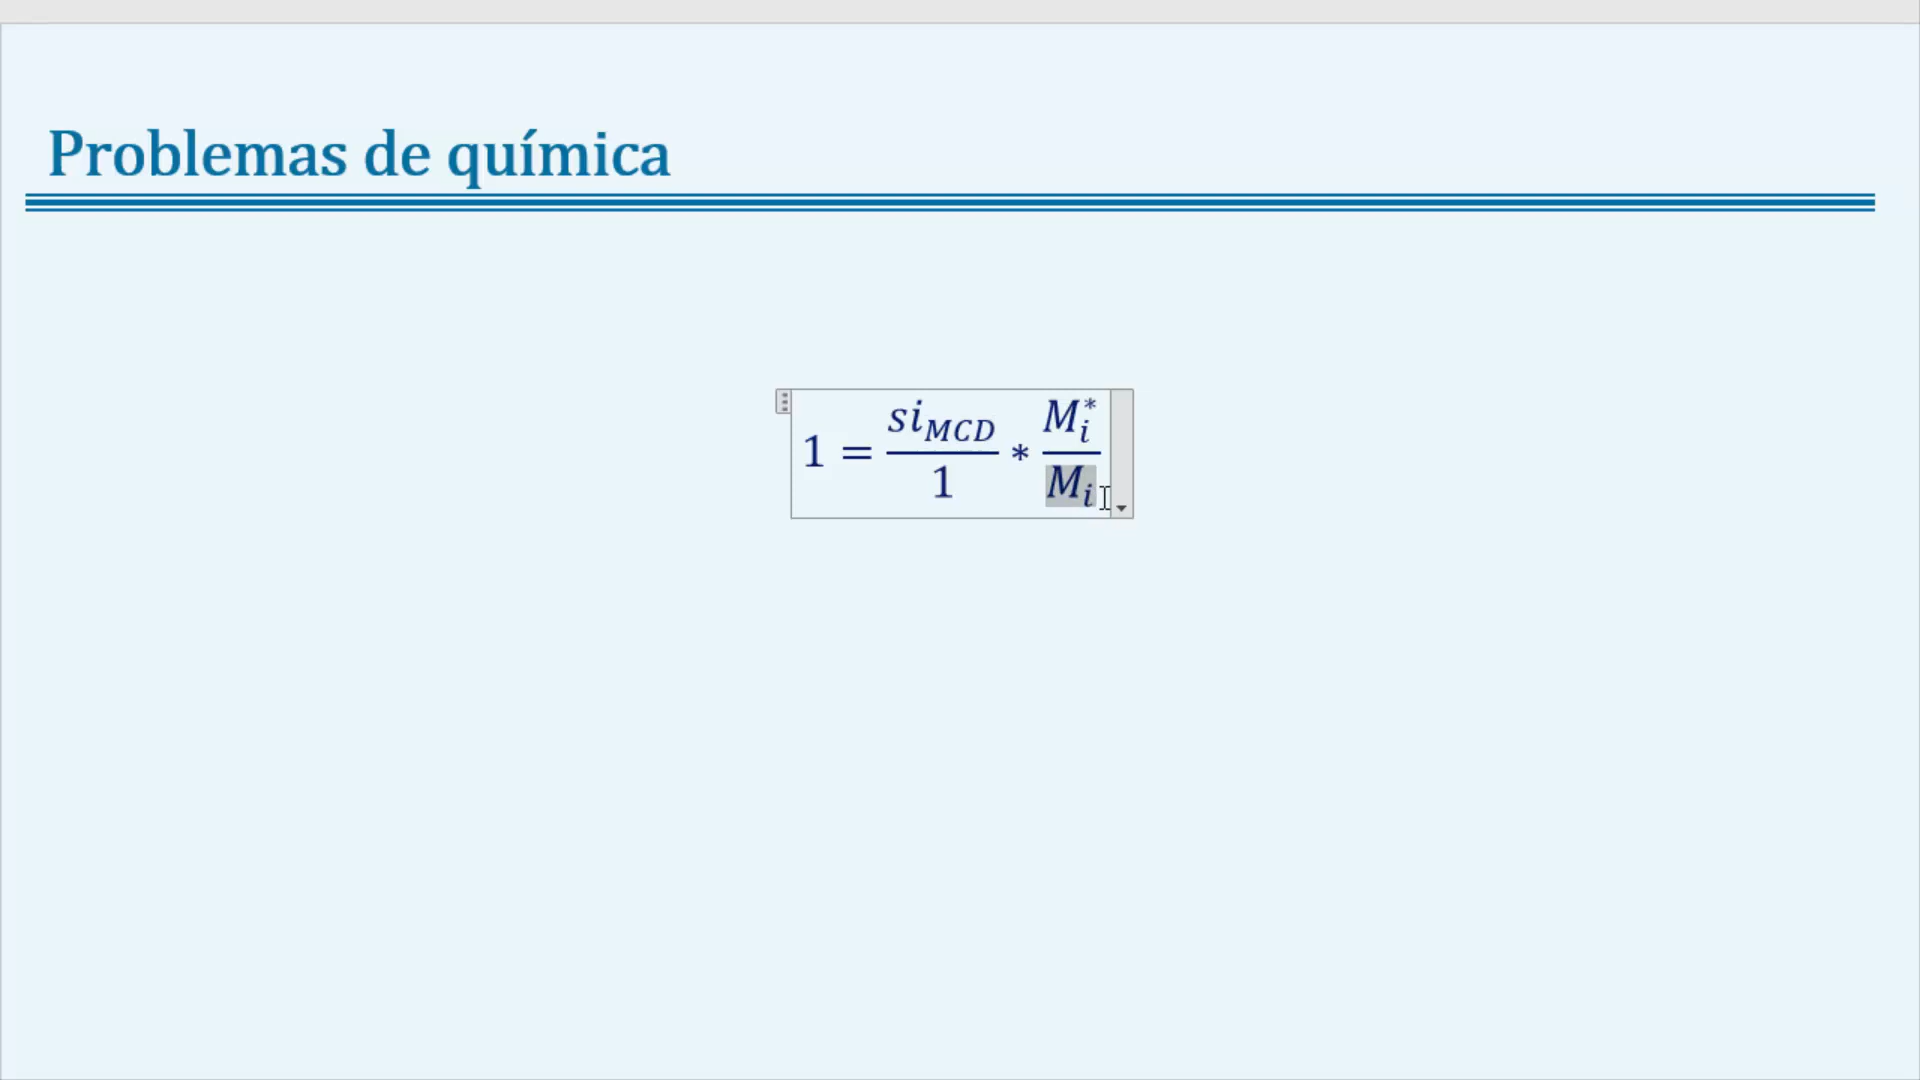 Problemas de química
1 = si_MCD / 1 * M_i^* / M_i